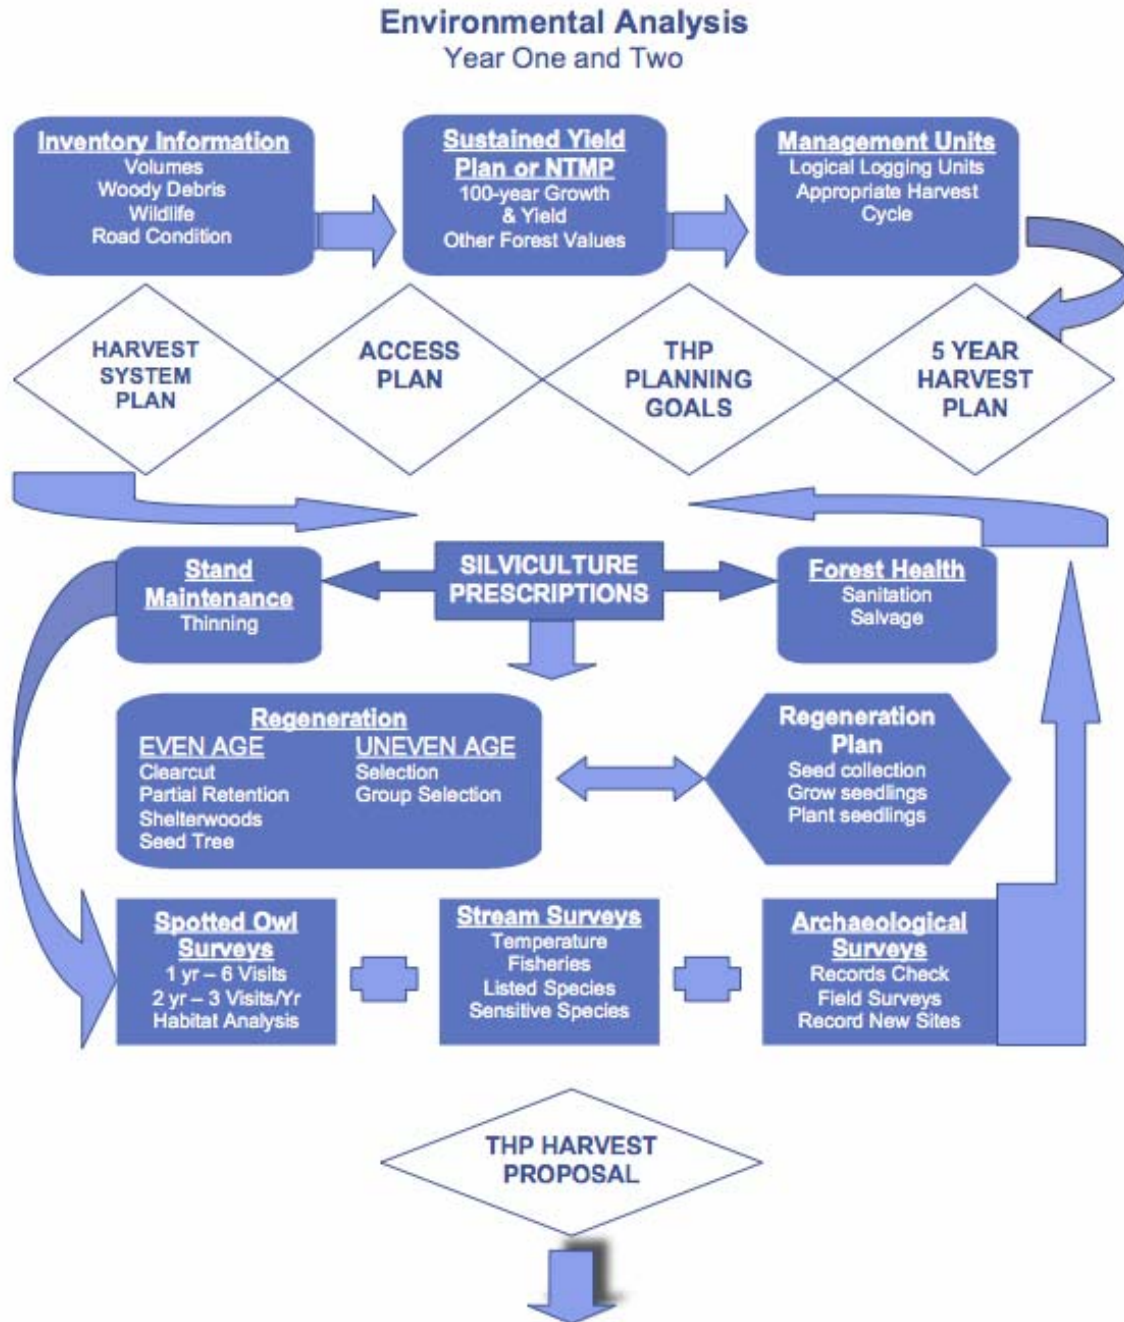 Environmental Analysis
Year One and Two
Inventory Information
Volumes
Woody Debris
Wildlife
Road Condition
Sustained Yield
Plan or NTMP
100-year Growth
& Yield
Other Forest Values
Management Units
Logical Logging Units
Appropriate Harvest
Cycle
HARVEST
SYSTEM
PLAN
ACCESS
PLAN
THP
PLANNING
GOALS
5 YEAR
HARVEST
PLAN
Stand
Maintenance
Thinning
SILVICULTURE
PRESCRIPTIONS
Forest Health
Sanitation
Salvage
Regeneration
EVEN AGE
Clearcut
Partial Retention
Shelterwoods
Seed Tree
UNEVEN AGE
Selection
Group Selection
Regeneration
Plan
Seed collection
Grow seedlings
Plant seedlings
Spotted Owl
Surveys
1 yr – 6 Visits
2 yr – 3 Visits/Yr
Habitat Analysis
Stream Surveys
Temperature
Fisheries
Listed Species
Sensitive Species
Archaeological
Surveys
Records Check
Field Surveys
Record New Sites
THP HARVEST
PROPOSAL